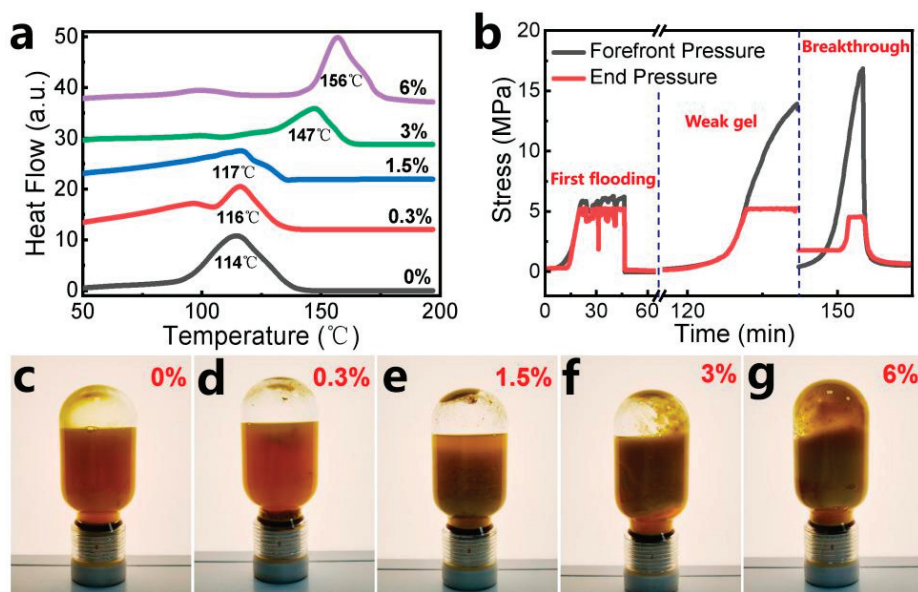 a
Heat Flow (a.u.)
50
40
30
20
10
0
156℃
6%
147℃
3%
117℃
1.5%
116℃
0.3%
114℃
0%
50
100
150
200
Temperature (℃)
b
Stress (MPa)
20
15
10
5
0
Forefront Pressure
End Pressure
Breakthrough
Weak gel
First flooding
0
30
60
120
150
Time (min)
c
0%
d
0.3%
e
1.5%
f
3%
g
6%